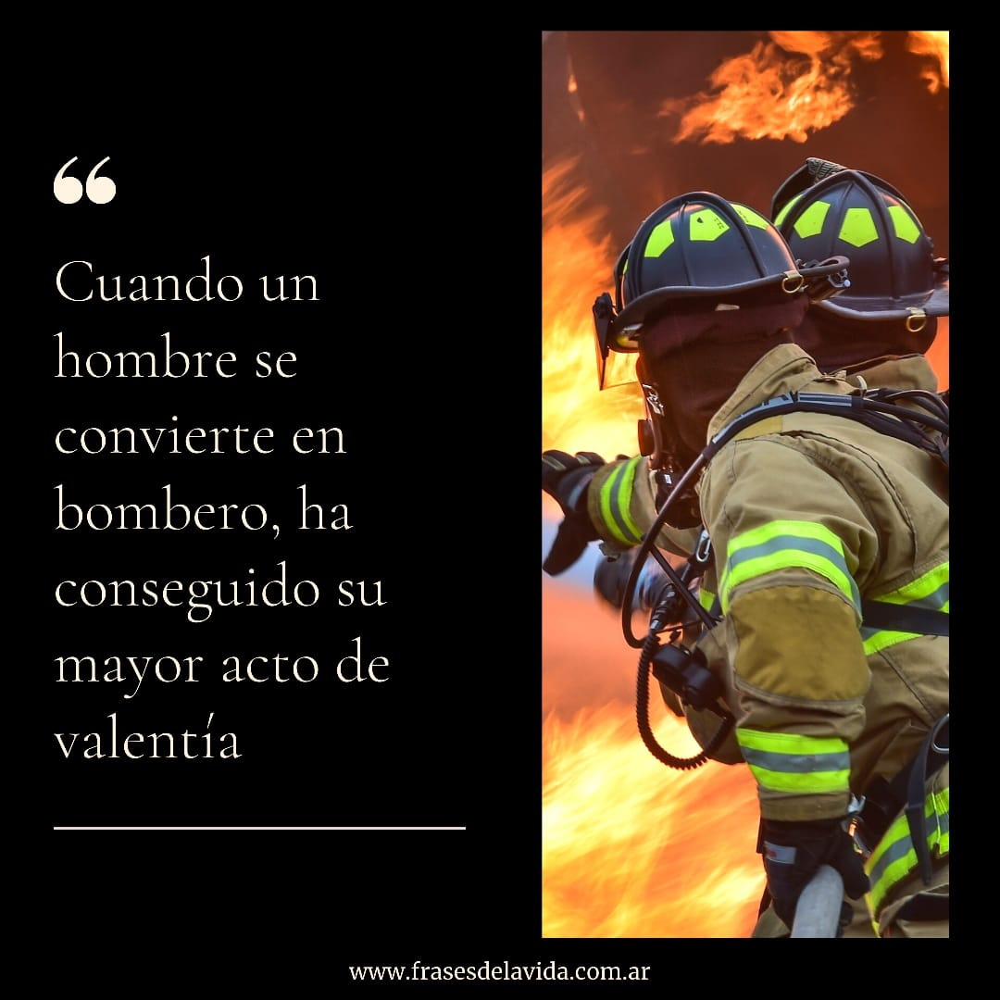 “
Cuando un
hombre se
convierte en
bombero, ha
conseguido su
mayor acto de
valentía
www.frasesdelavida.com.ar